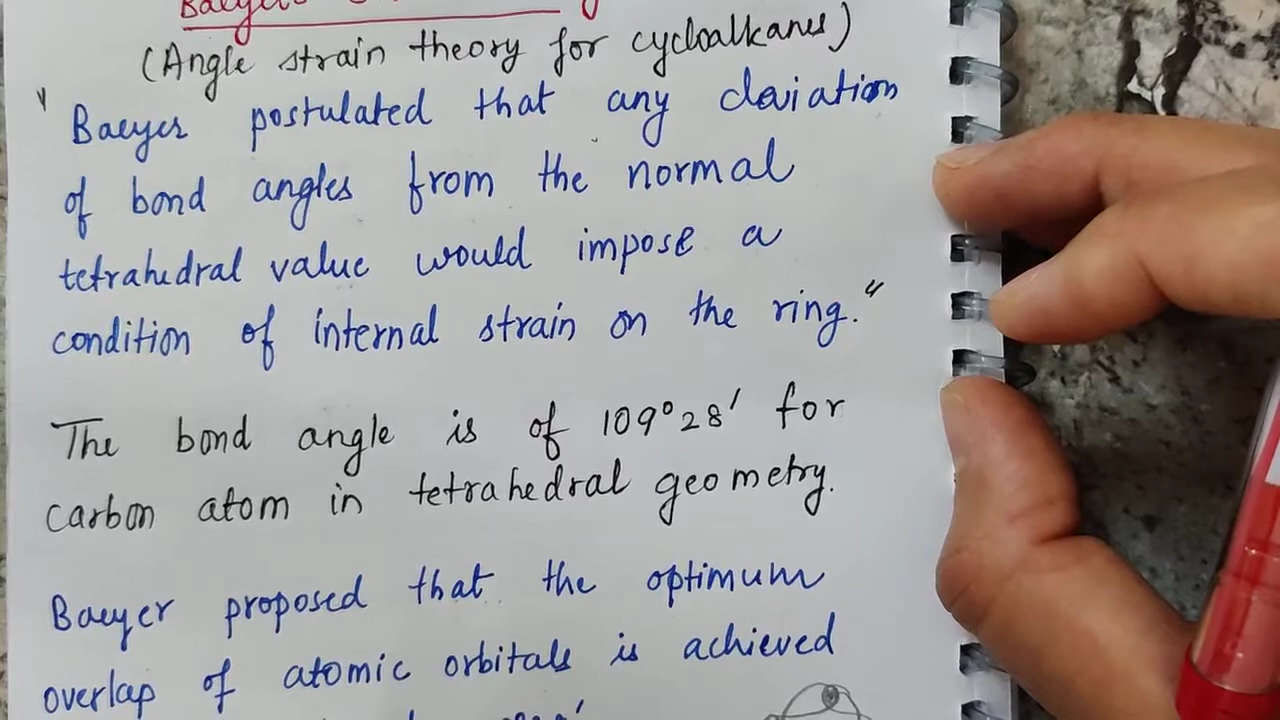 Baeyer's
(Angle strain theory for cycloalkanes)
" Baeyer postulated that any deviation
of bond angles from the normal
tetrahedral value would impose a
condition of internal strain on the ring."
The bond angle is of 109°28' for
carbon atom in tetrahedral geometry.
Baeyer proposed that the optimum
overlap of atomic orbitals is achieved